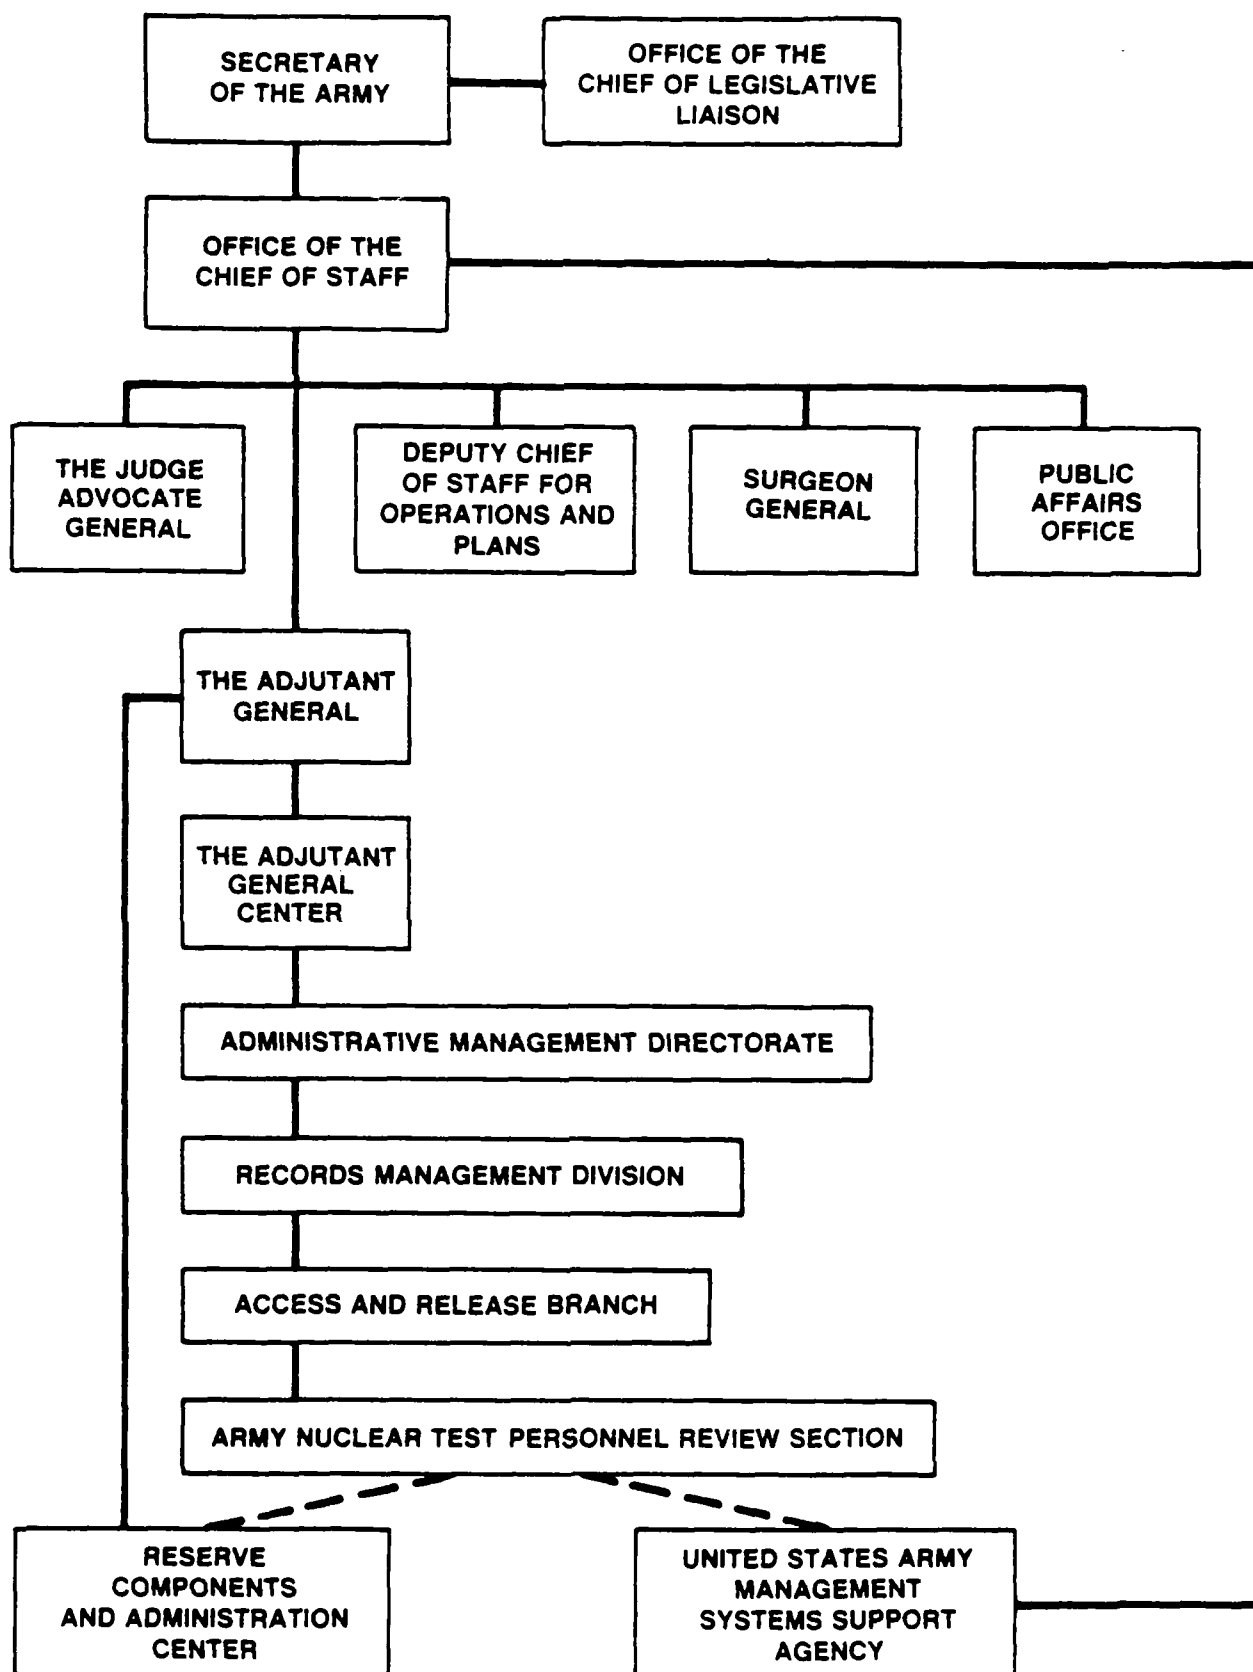 SECRETARY
OF THE ARMY
OFFICE OF THE
CHIEF OF LEGISLATIVE
LIAISON
OFFICE OF THE
CHIEF OF STAFF
THE JUDGE
ADVOCATE
GENERAL
DEPUTY CHIEF
OF STAFF FOR
OPERATIONS AND
PLANS
SURGEON
GENERAL
PUBLIC
AFFAIRS
OFFICE
THE ADJUTANT
GENERAL
THE ADJUTANT
GENERAL
CENTER
ADMINISTRATIVE MANAGEMENT DIRECTORATE
RECORDS MANAGEMENT DIVISION
ACCESS AND RELEASE BRANCH
ARMY NUCLEAR TEST PERSONNEL REVIEW SECTION
RESERVE
COMPONENTS
AND ADMINISTRATION
CENTER
UNITED STATES ARMY
MANAGEMENT
SYSTEMS SUPPORT
AGENCY